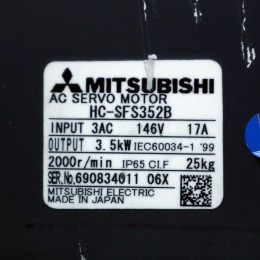 MITSUBISHI
AC SERVO MOTOR
HC-SFS352B
INPUT 3AC 146V 17A
OUTPUT 3.5kW IEC60034-1 '99
2000r/min IP65 CI.F 25kg
SER.No.690834011 06X
MITSUBISHI ELECTRIC
MADE IN JAPAN